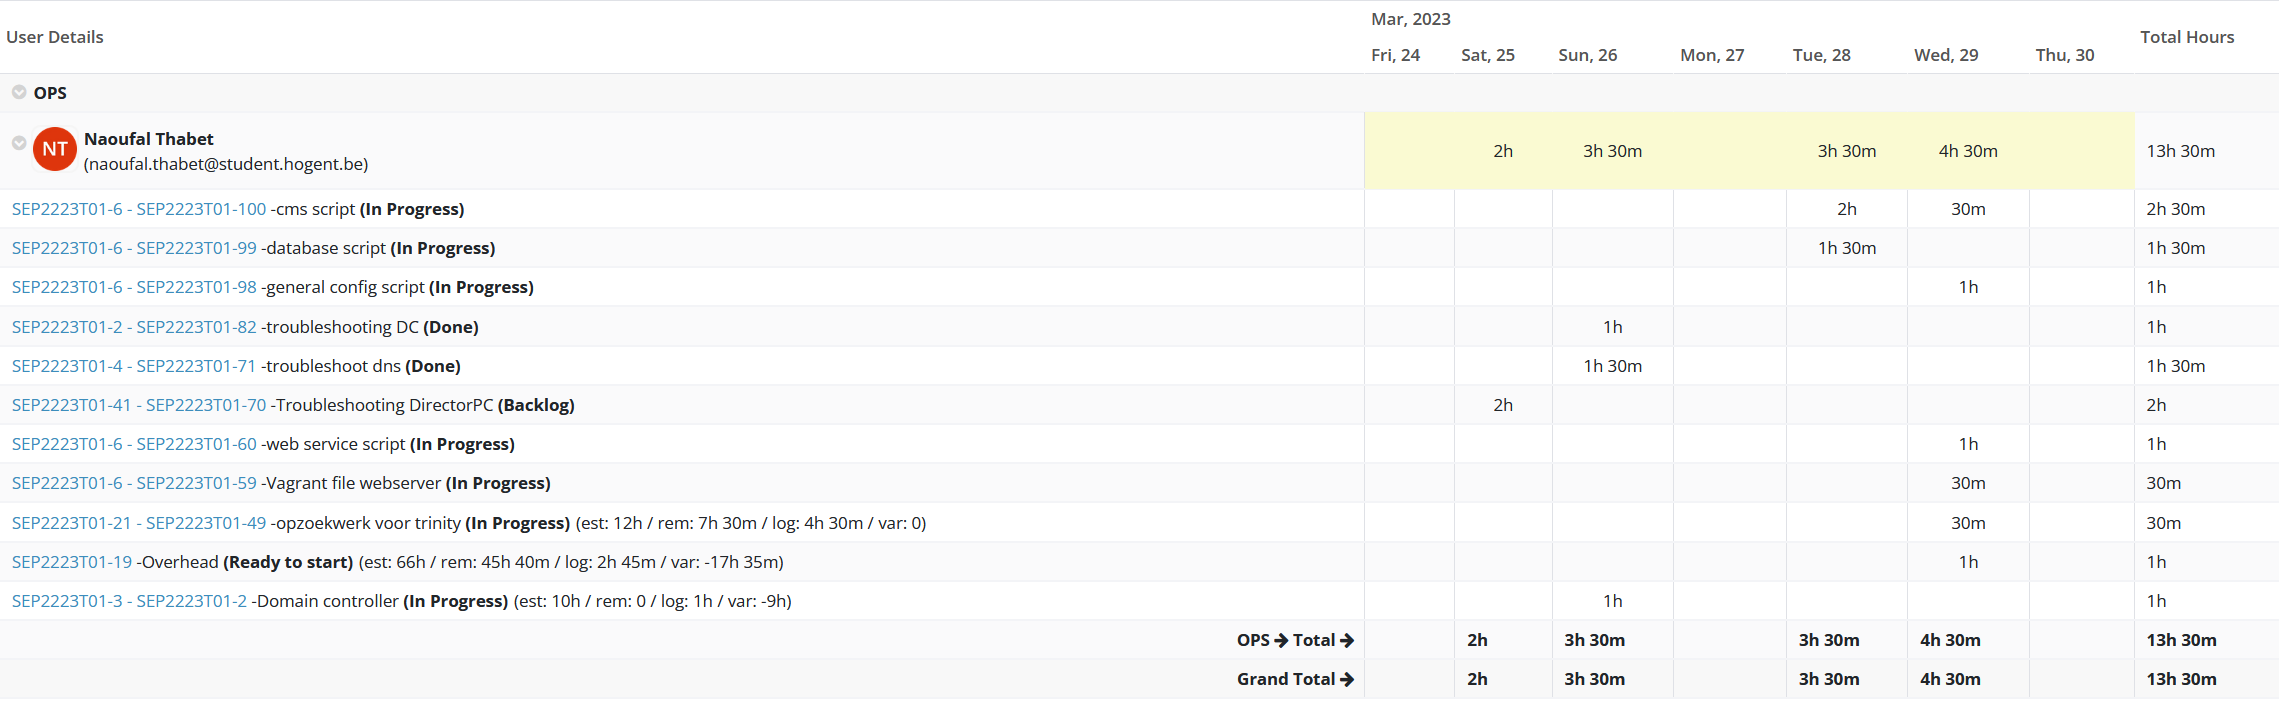 User Details Mar, 2023 Total Hours
Fri, 24 Sat, 25 Sun, 26 Mon, 27 Tue, 28 Wed, 29 Thu, 30
OPS
NT Naoufal Thabet
(naoufal.thabet@student.hogent.be) 2h 3h 30m 3h 30m 4h 30m 13h 30m
SEP2223T01-6 - SEP2223T01-100 -cms script (In Progress) 2h 30m 2h 30m
SEP2223T01-6 - SEP2223T01-99 -database script (In Progress) 1h 30m 1h 30m
SEP2223T01-6 - SEP2223T01-98 -general config script (In Progress) 1h 1h
SEP2223T01-2 - SEP2223T01-82 -troubleshooting DC (Done) 1h 1h
SEP2223T01-4 - SEP2223T01-71 -troubleshoot dns (Done) 1h 30m 1h 30m
SEP2223T01-41 - SEP2223T01-70 -Troubleshooting DirectorPC (Backlog) 2h 2h
SEP2223T01-6 - SEP2223T01-60 -web service script (In Progress) 1h 1h
SEP2223T01-6 - SEP2223T01-59 -Vagrant file webserver (In Progress) 30m 30m
SEP2223T01-21 - SEP2223T01-49 -opzoekwerk voor trinity (In Progress) (est: 12h / rem: 7h 30m / log: 4h 30m / var: 0) 30m 30m
SEP2223T01-19 -Overhead (Ready to start) (est: 66h / rem: 45h 40m / log: 2h 45m / var: -17h 35m) 1h 1h
SEP2223T01-3 - SEP2223T01-2 -Domain controller (In Progress) (est: 10h / rem: 0 / log: 1h / var: -9h) 1h 1h
OPS → Total → 2h 3h 30m 3h 30m 4h 30m 13h 30m
Grand Total → 2h 3h 30m 3h 30m 4h 30m 13h 30m